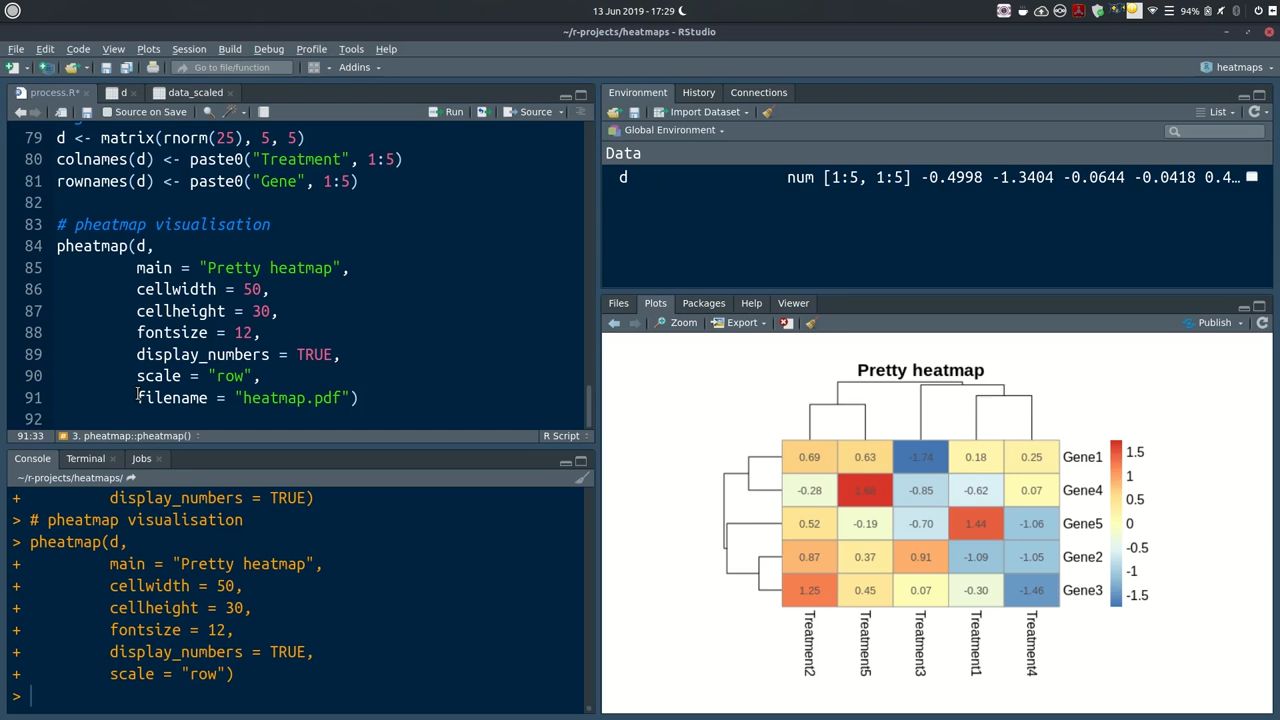 13 Jun 2019 - 17:29
94%
~/r-projects/heatmaps - RStudio
File Edit Code View Plots Session Build Debug Profile Tools Help
Go to file/function
Addins
heatmaps
process.R*
d
data_scaled
Source on Save
Run
Source
79 d <- matrix(rnorm(25), 5, 5)
80 colnames(d) <- paste0("Treatment", 1:5)
81 rownames(d) <- paste0("Gene", 1:5)
82
83 # pheatmap visualisation
84 pheatmap(d,
85 main = "Pretty heatmap",
86 cellwidth = 50,
87 cellheight = 30,
88 fontsize = 12,
89 display_numbers = TRUE,
90 scale = "row",
91 filename = "heatmap.pdf")
92
91:33
3. pheatmap::pheatmap()
R Script
Console Terminal Jobs
~/r-projects/heatmaps/
+ display_numbers = TRUE)
> # pheatmap visualisation
> pheatmap(d,
+ main = "Pretty heatmap",
+ cellwidth = 50,
+ cellheight = 30,
+ fontsize = 12,
+ display_numbers = TRUE,
+ scale = "row")
>
Environment History Connections
Import Dataset
List
Global Environment
Data
d num [1:5, 1:5] -0.4998 -1.3404 -0.0644 -0.0418 0.4…
Files Plots Packages Help Viewer
Zoom Export Publish
Pretty heatmap
0.69 0.63 -1.74 0.18 0.25 Gene1
-0.28 -0.85 -0.62 0.07 Gene4
0.52 -0.19 -0.70 1.44 -1.06 Gene5
0.87 0.37 0.91 -1.09 -1.05 Gene2
1.25 0.45 0.07 -0.30 -1.46 Gene3
Treatment2 Treatment5 Treatment3 Treatment1 Treatment4
1.5
1
0.5
0
-0.5
-1
-1.5